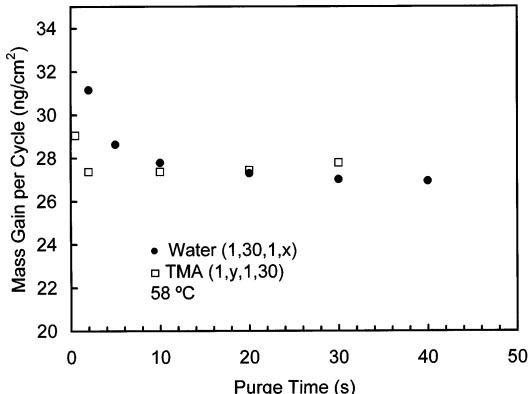 34
32
30
28
26
24
22
20
Mass Gain per Cycle (ng/cm²)
● Water (1,30,1,x)
□ TMA (1,y,1,30)
58 ºC
0 10 20 30 40 50
Purge Time (s)